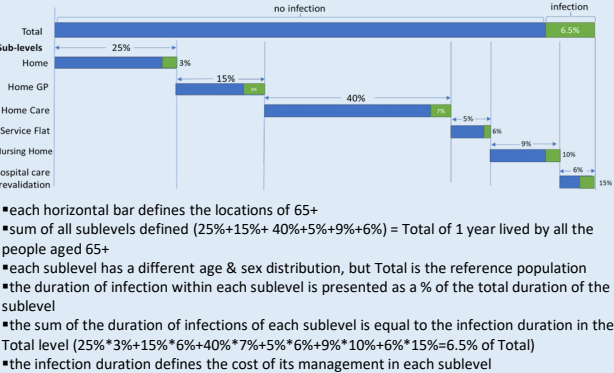 no infection
infection
Total
6.5%
Sub-levels
25%
Home
3%
15%
Home GP
6%
40%
Home Care
7%
5%
Service Flat
6%
9%
Nursing Home
10%
6%
ospital care
revalidation
15%
▪each horizontal bar defines the locations of 65+
▪sum of all sublevels defined (25%+15%+ 40%+5%+9%+6%) = Total of 1 year lived by all the
people aged 65+
▪each sublevel has a different age & sex distribution, but Total is the reference population
▪the duration of infection within each sublevel is presented as a % of the total duration of the
sublevel
▪the sum of the duration of infections of each sublevel is equal to the infection duration in the
Total level (25%*3%+15%*6%+40%*7%+5%*6%+9%*10%+6%*15%=6.5% of Total)
▪the infection duration defines the cost of its management in each sublevel